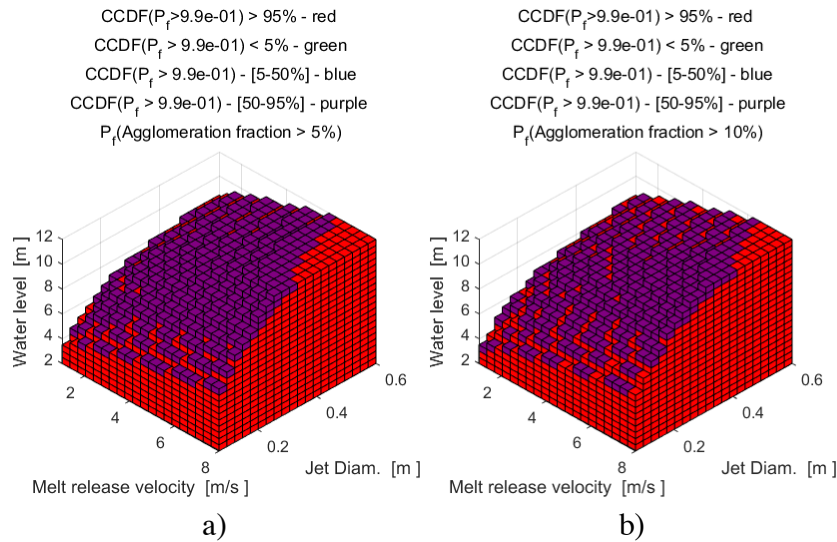 CCDF(Pf>9.9e-01) > 95% - red
CCDF(Pf > 9.9e-01) < 5% - green
CCDF(Pf > 9.9e-01) - [5-50%] - blue
CCDF(Pf > 9.9e-01) - [50-95%] - purple
Pf(Agglomeration fraction > 5%)
Water level [m ]
12
10
8
6
4
2
2
4
6
8
0.2
0.4
0.6
Melt release velocity [m/s ]
Jet Diam. [m ]
a)
CCDF(Pf>9.9e-01) > 95% - red
CCDF(Pf > 9.9e-01) < 5% - green
CCDF(Pf > 9.9e-01) - [5-50%] - blue
CCDF(Pf > 9.9e-01) - [50-95%] - purple
Pf(Agglomeration fraction > 10%)
Water level [m ]
12
10
8
6
4
2
2
4
6
8
0.2
0.4
0.6
Melt release velocity [m/s ]
Jet Diam. [m ]
b)